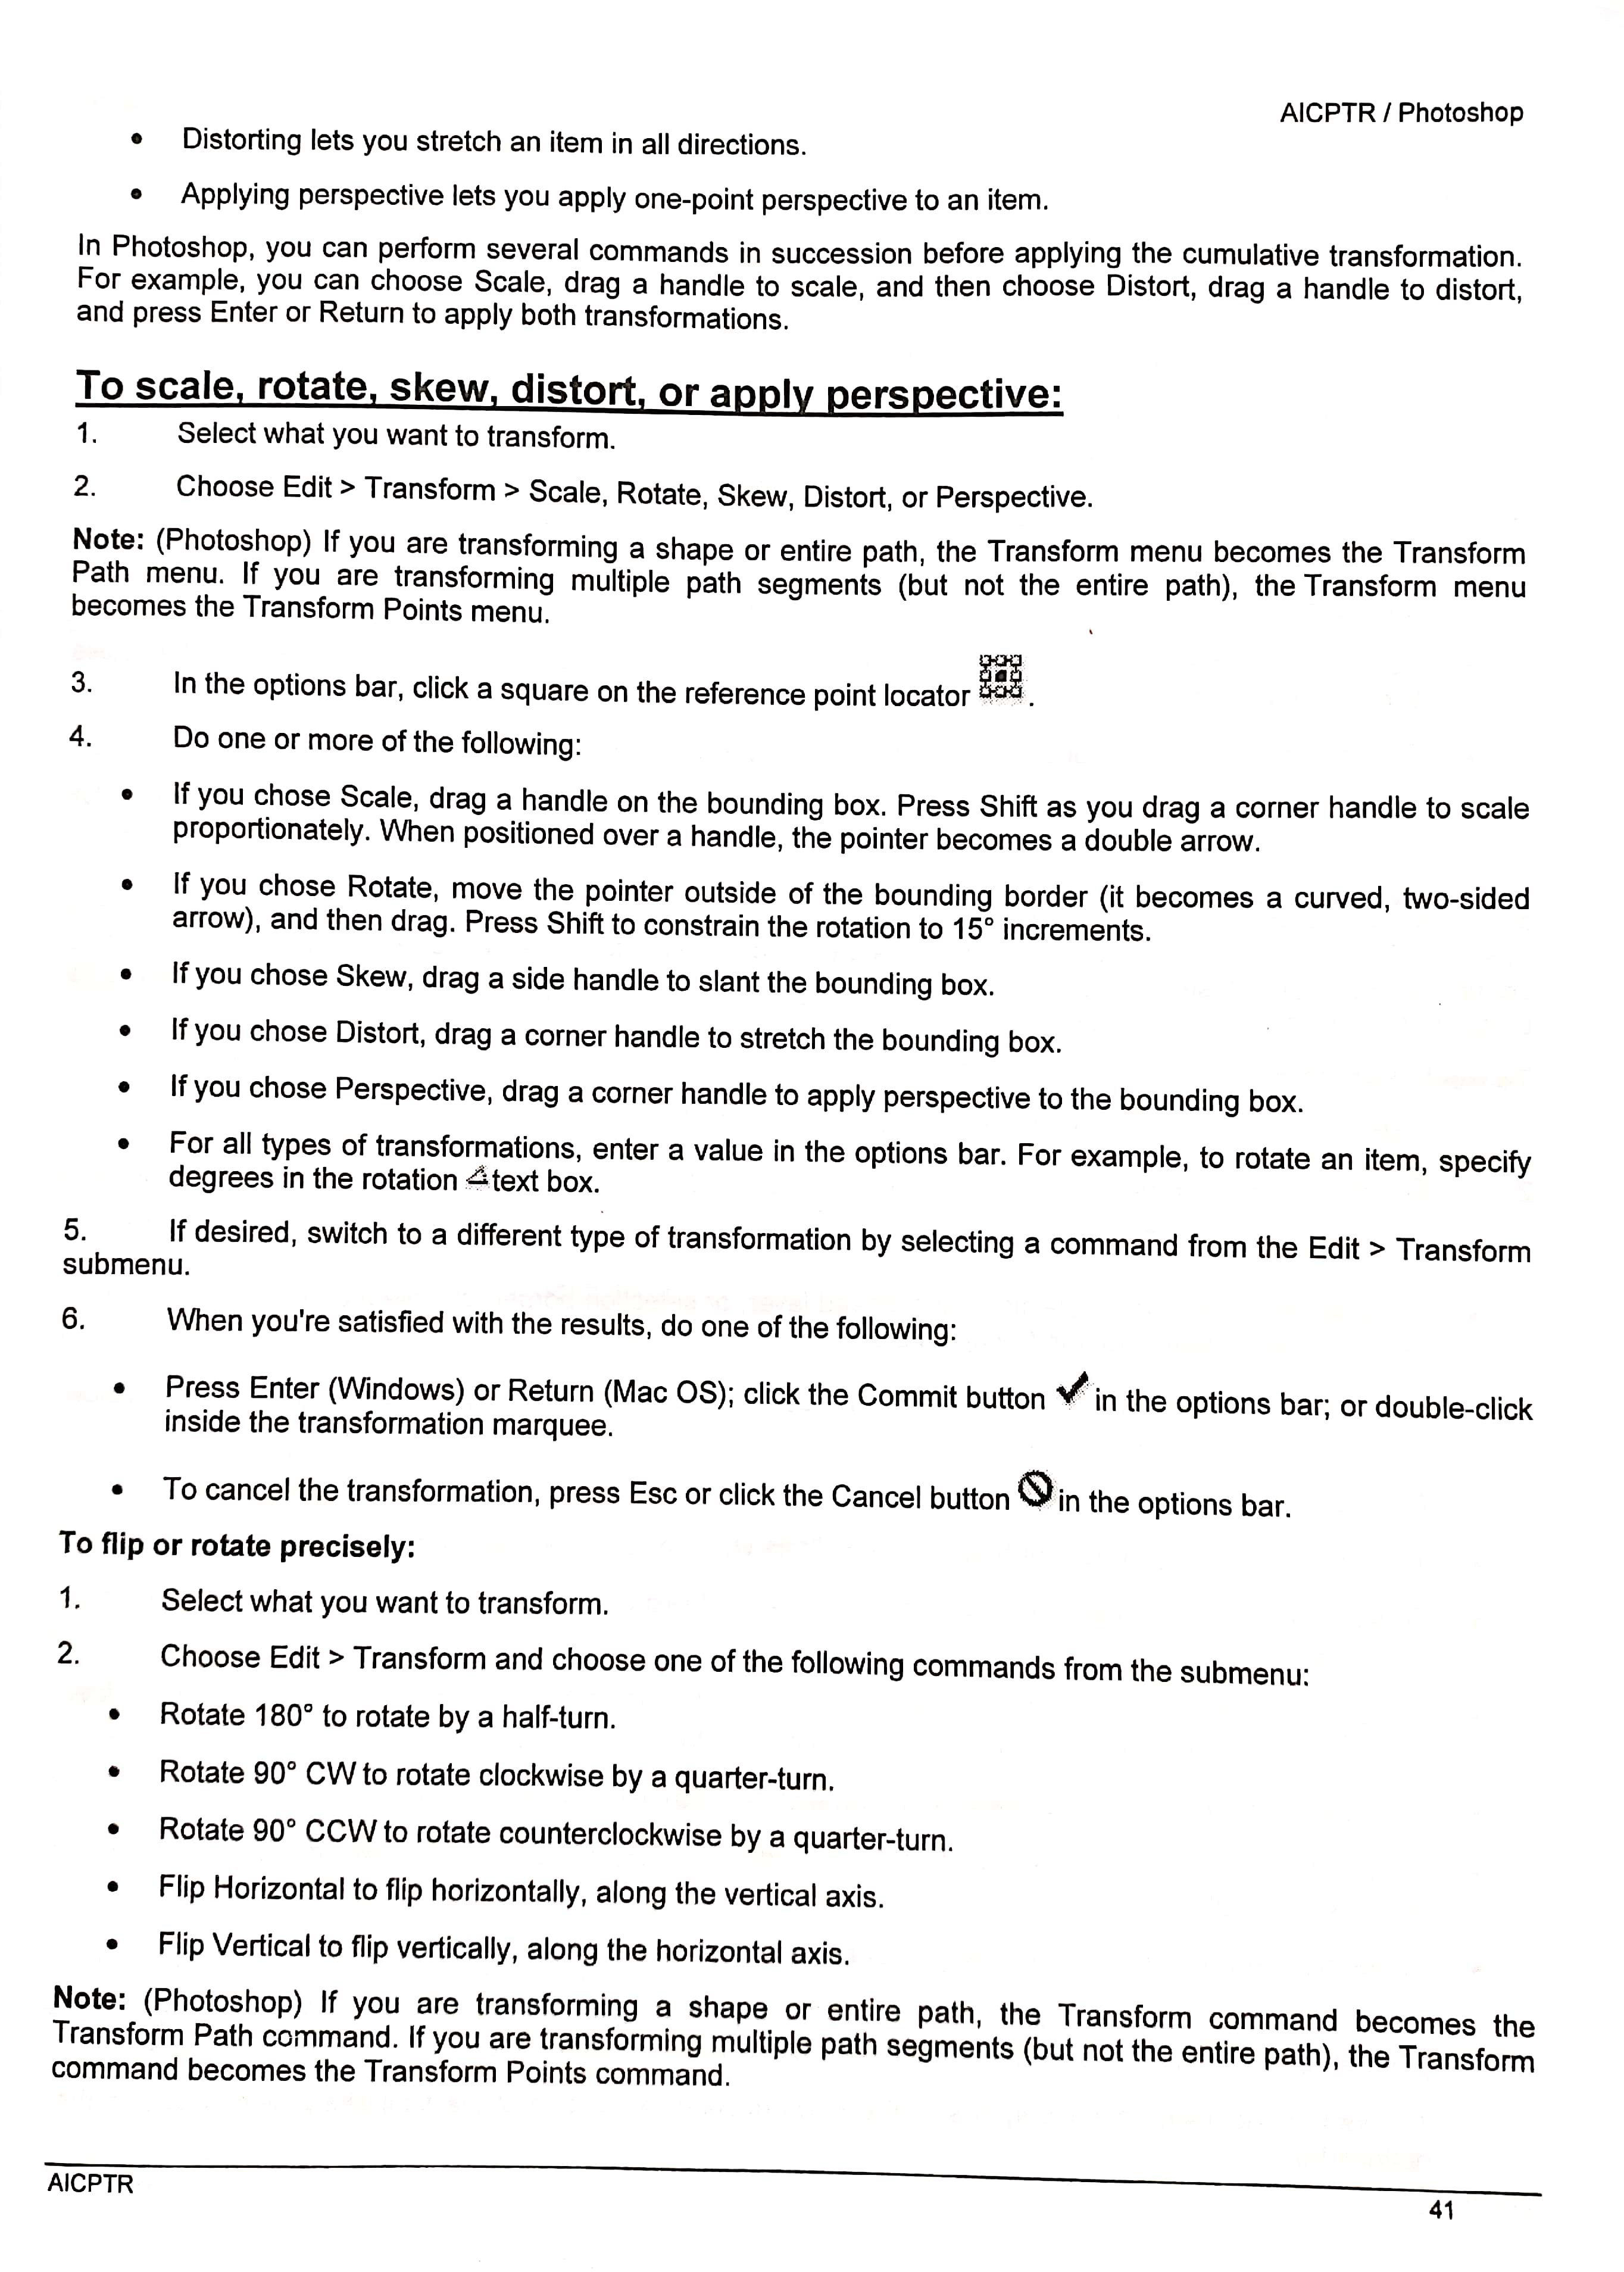 AICPTR / Photoshop
• Distorting lets you stretch an item in all directions.
• Applying perspective lets you apply one-point perspective to an item.
In Photoshop, you can perform several commands in succession before applying the cumulative transformation.
For example, you can choose Scale, drag a handle to scale, and then choose Distort, drag a handle to distort,
and press Enter or Return to apply both transformations.
To scale, rotate, skew, distort, or apply perspective:
1. Select what you want to transform.
2. Choose Edit > Transform > Scale, Rotate, Skew, Distort, or Perspective.
Note: (Photoshop) If you are transforming a shape or entire path, the Transform menu becomes the Transform
Path menu. If you are transforming multiple path segments (but not the entire path), the Transform menu
becomes the Transform Points menu.
3. In the options bar, click a square on the reference point locator .
4. Do one or more of the following:
• If you chose Scale, drag a handle on the bounding box. Press Shift as you drag a corner handle to scale
proportionately. When positioned over a handle, the pointer becomes a double arrow.
• If you chose Rotate, move the pointer outside of the bounding border (it becomes a curved, two-sided
arrow), and then drag. Press Shift to constrain the rotation to 15° increments.
• If you chose Skew, drag a side handle to slant the bounding box.
• If you chose Distort, drag a corner handle to stretch the bounding box.
• If you chose Perspective, drag a corner handle to apply perspective to the bounding box.
• For all types of transformations, enter a value in the options bar. For example, to rotate an item, specify
degrees in the rotation text box.
5. If desired, switch to a different type of transformation by selecting a command from the Edit > Transform
submenu.
6. When you're satisfied with the results, do one of the following:
• Press Enter (Windows) or Return (Mac OS); click the Commit button ✔ in the options bar; or double-click
inside the transformation marquee.
• To cancel the transformation, press Esc or click the Cancel button in the options bar.
To flip or rotate precisely:
1. Select what you want to transform.
2. Choose Edit > Transform and choose one of the following commands from the submenu:
• Rotate 180° to rotate by a half-turn.
• Rotate 90° CW to rotate clockwise by a quarter-turn.
• Rotate 90° CCW to rotate counterclockwise by a quarter-turn.
• Flip Horizontal to flip horizontally, along the vertical axis.
• Flip Vertical to flip vertically, along the horizontal axis.
Note: (Photoshop) If you are transforming a shape or entire path, the Transform command becomes the
Transform Path command. If you are transforming multiple path segments (but not the entire path), the Transform
command becomes the Transform Points command.
AICPTR
41